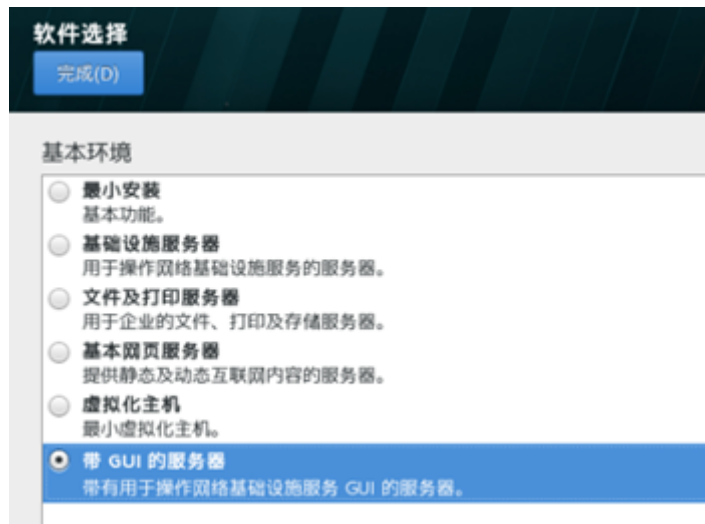 软件选择
完成(D)
基本环境
最小安装
基本功能。
基础设施服务器
用于操作网络基础设施服务的服务器。
文件及打印服务器
用于企业的文件、打印及存储服务器。
基本网页服务器
提供静态及动态互联网内容的服务器。
虚拟化主机
最小虚拟化主机。
带 GUI 的服务器
带有用于操作网络基础设施服务 GUI 的服务器。